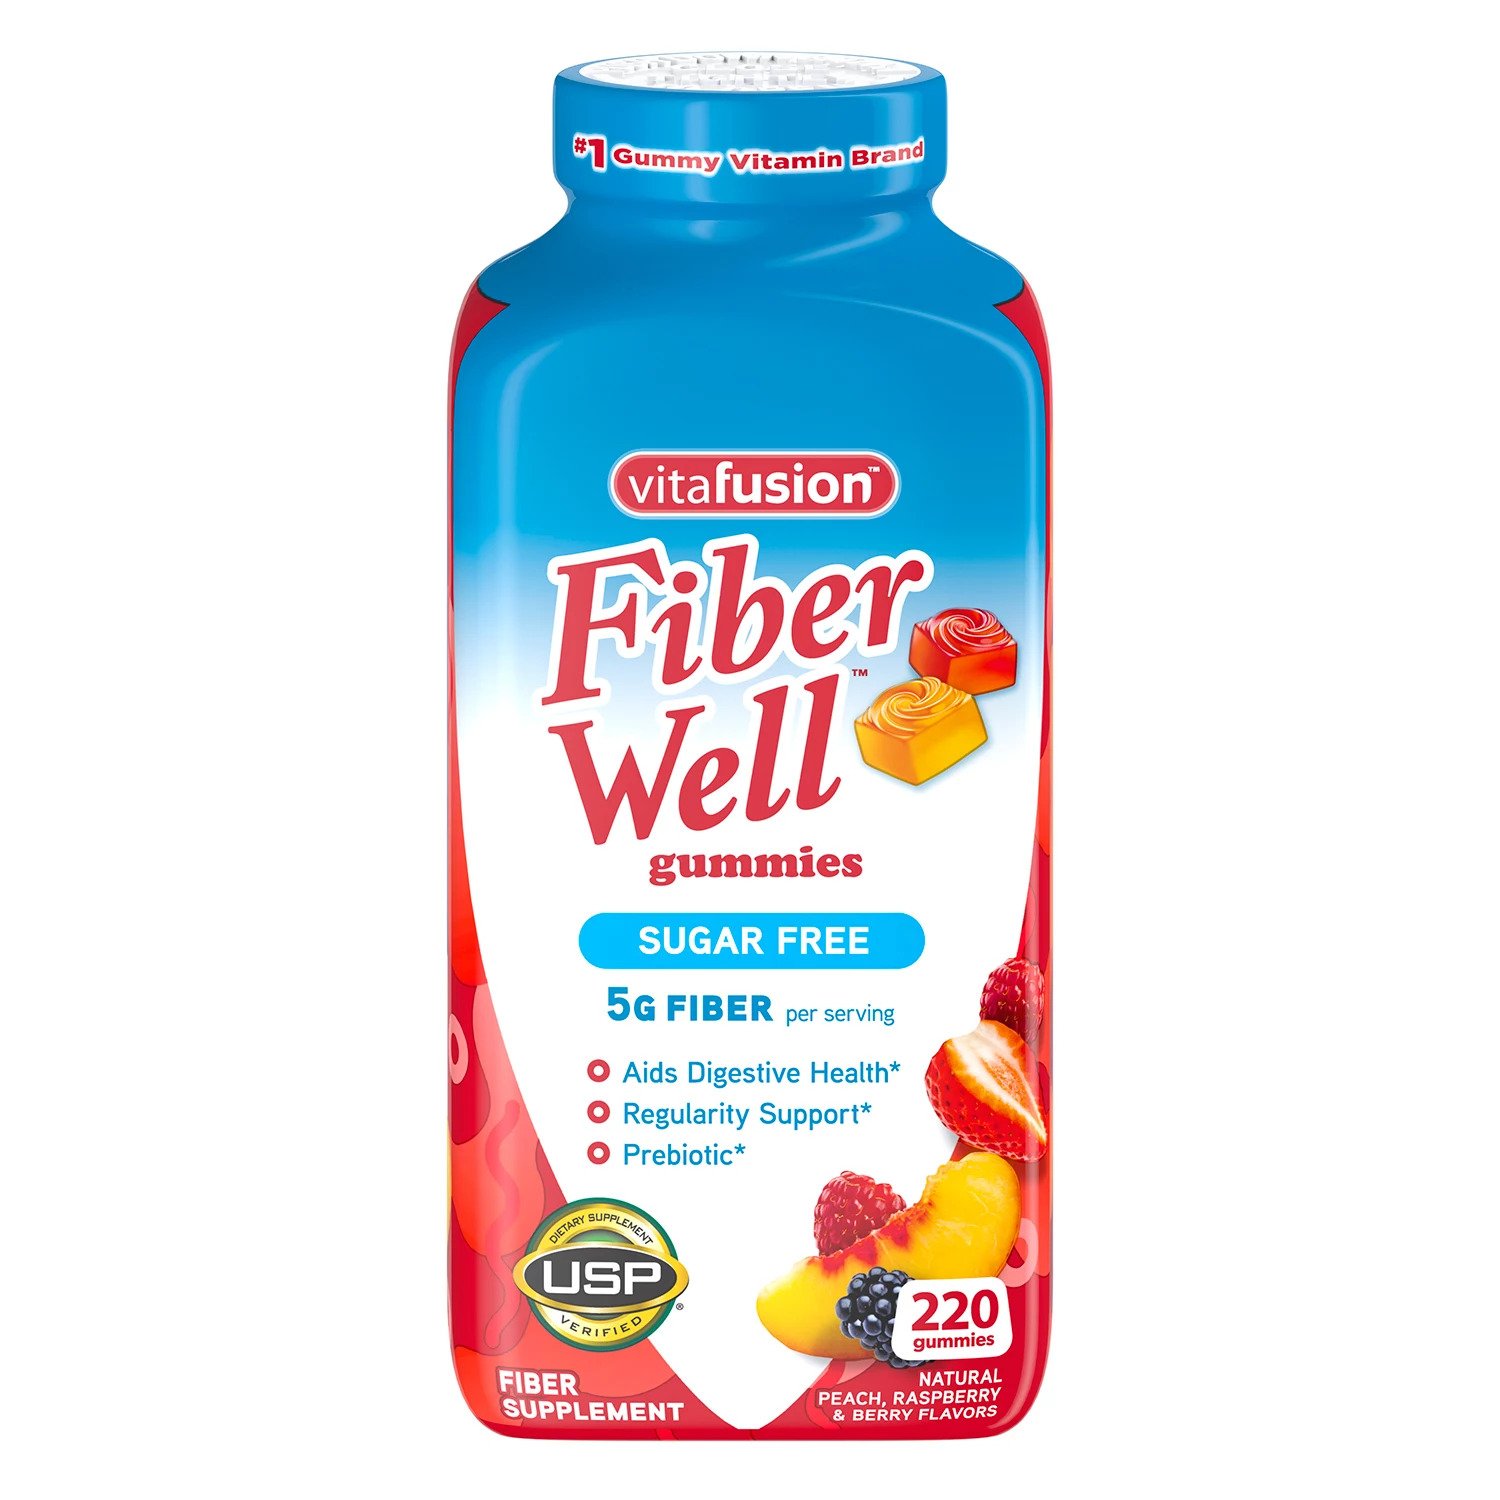 #1 Gummy Vitamin Brand
vitafusion™
Fiber
Well™
gummies
SUGAR FREE
5G FIBER per serving
Aids Digestive Health*
Regularity Support*
Prebiotic*
DIETARY SUPPLEMENT
USP
VERIFIED
®
220
gummies
FIBER
SUPPLEMENT
NATURAL
PEACH, RASPBERRY
& BERRY FLAVORS